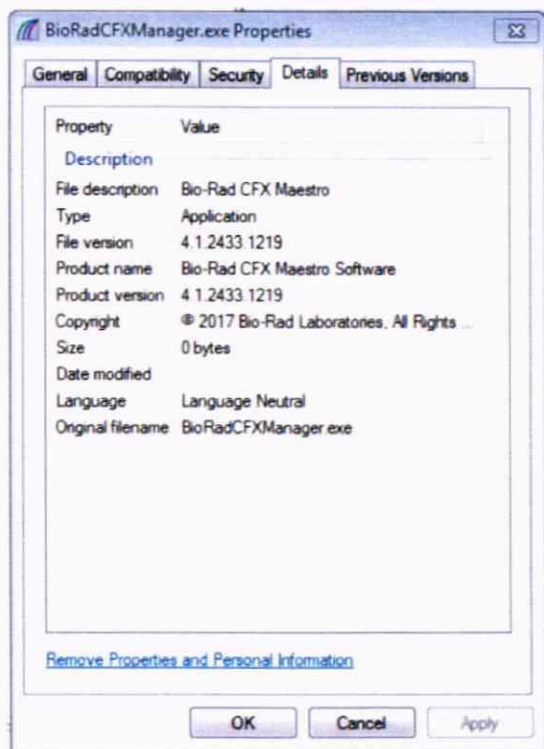 BioRadCFXManager.exe Properties
General Compatibility Security Details Previous Versions
Property Value
Description
File description Bio-Rad CFX Maestro
Type Application
File version 4.1.2433.1219
Product name Bio-Rad CFX Maestro Software
Product version 4.1.2433.1219
Copyright © 2017 Bio-Rad Laboratories, All Rights ...
Size 0 bytes
Date modified
Language Language Neutral
Original filename BioRadCFXManager.exe
Remove Properties and Personal Information
OK Cancel Apply